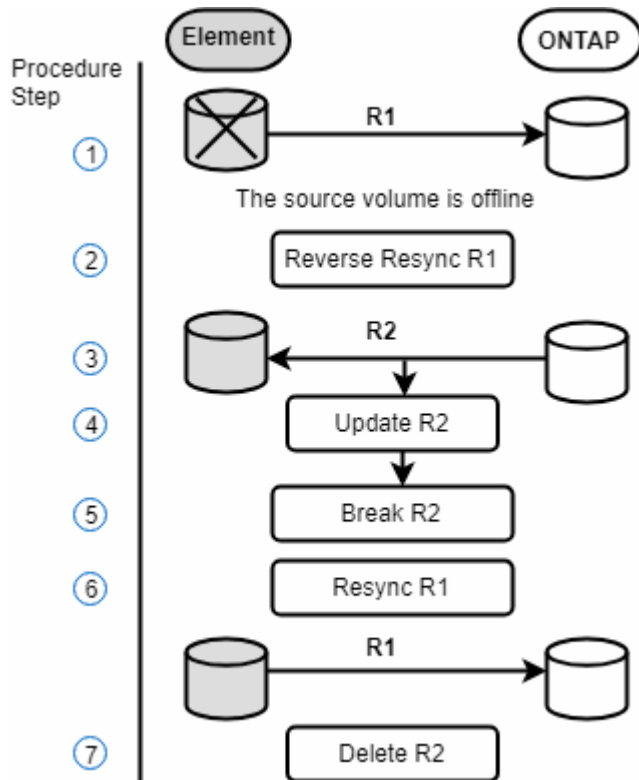 Element
ONTAP
Procedure
Step
R1
1
The source volume is offline
2
Reverse Resync R1
R2
3
4
Update R2
5
Break R2
6
Resync R1
R1
7
Delete R2